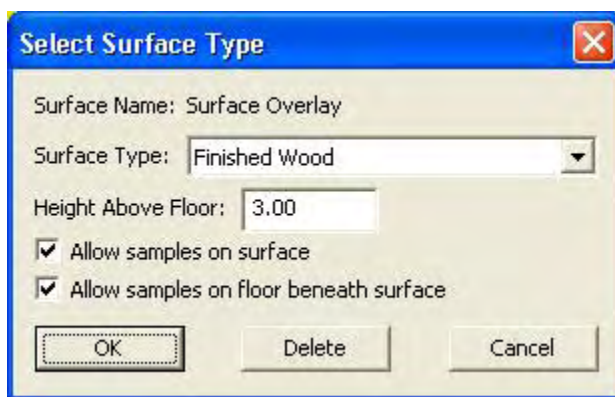 Select Surface Type
Surface Name: Surface Overlay
Surface Type: Finished Wood
Height Above Floor: 3.00
Allow samples on surface
Allow samples on floor beneath surface
OK Delete Cancel